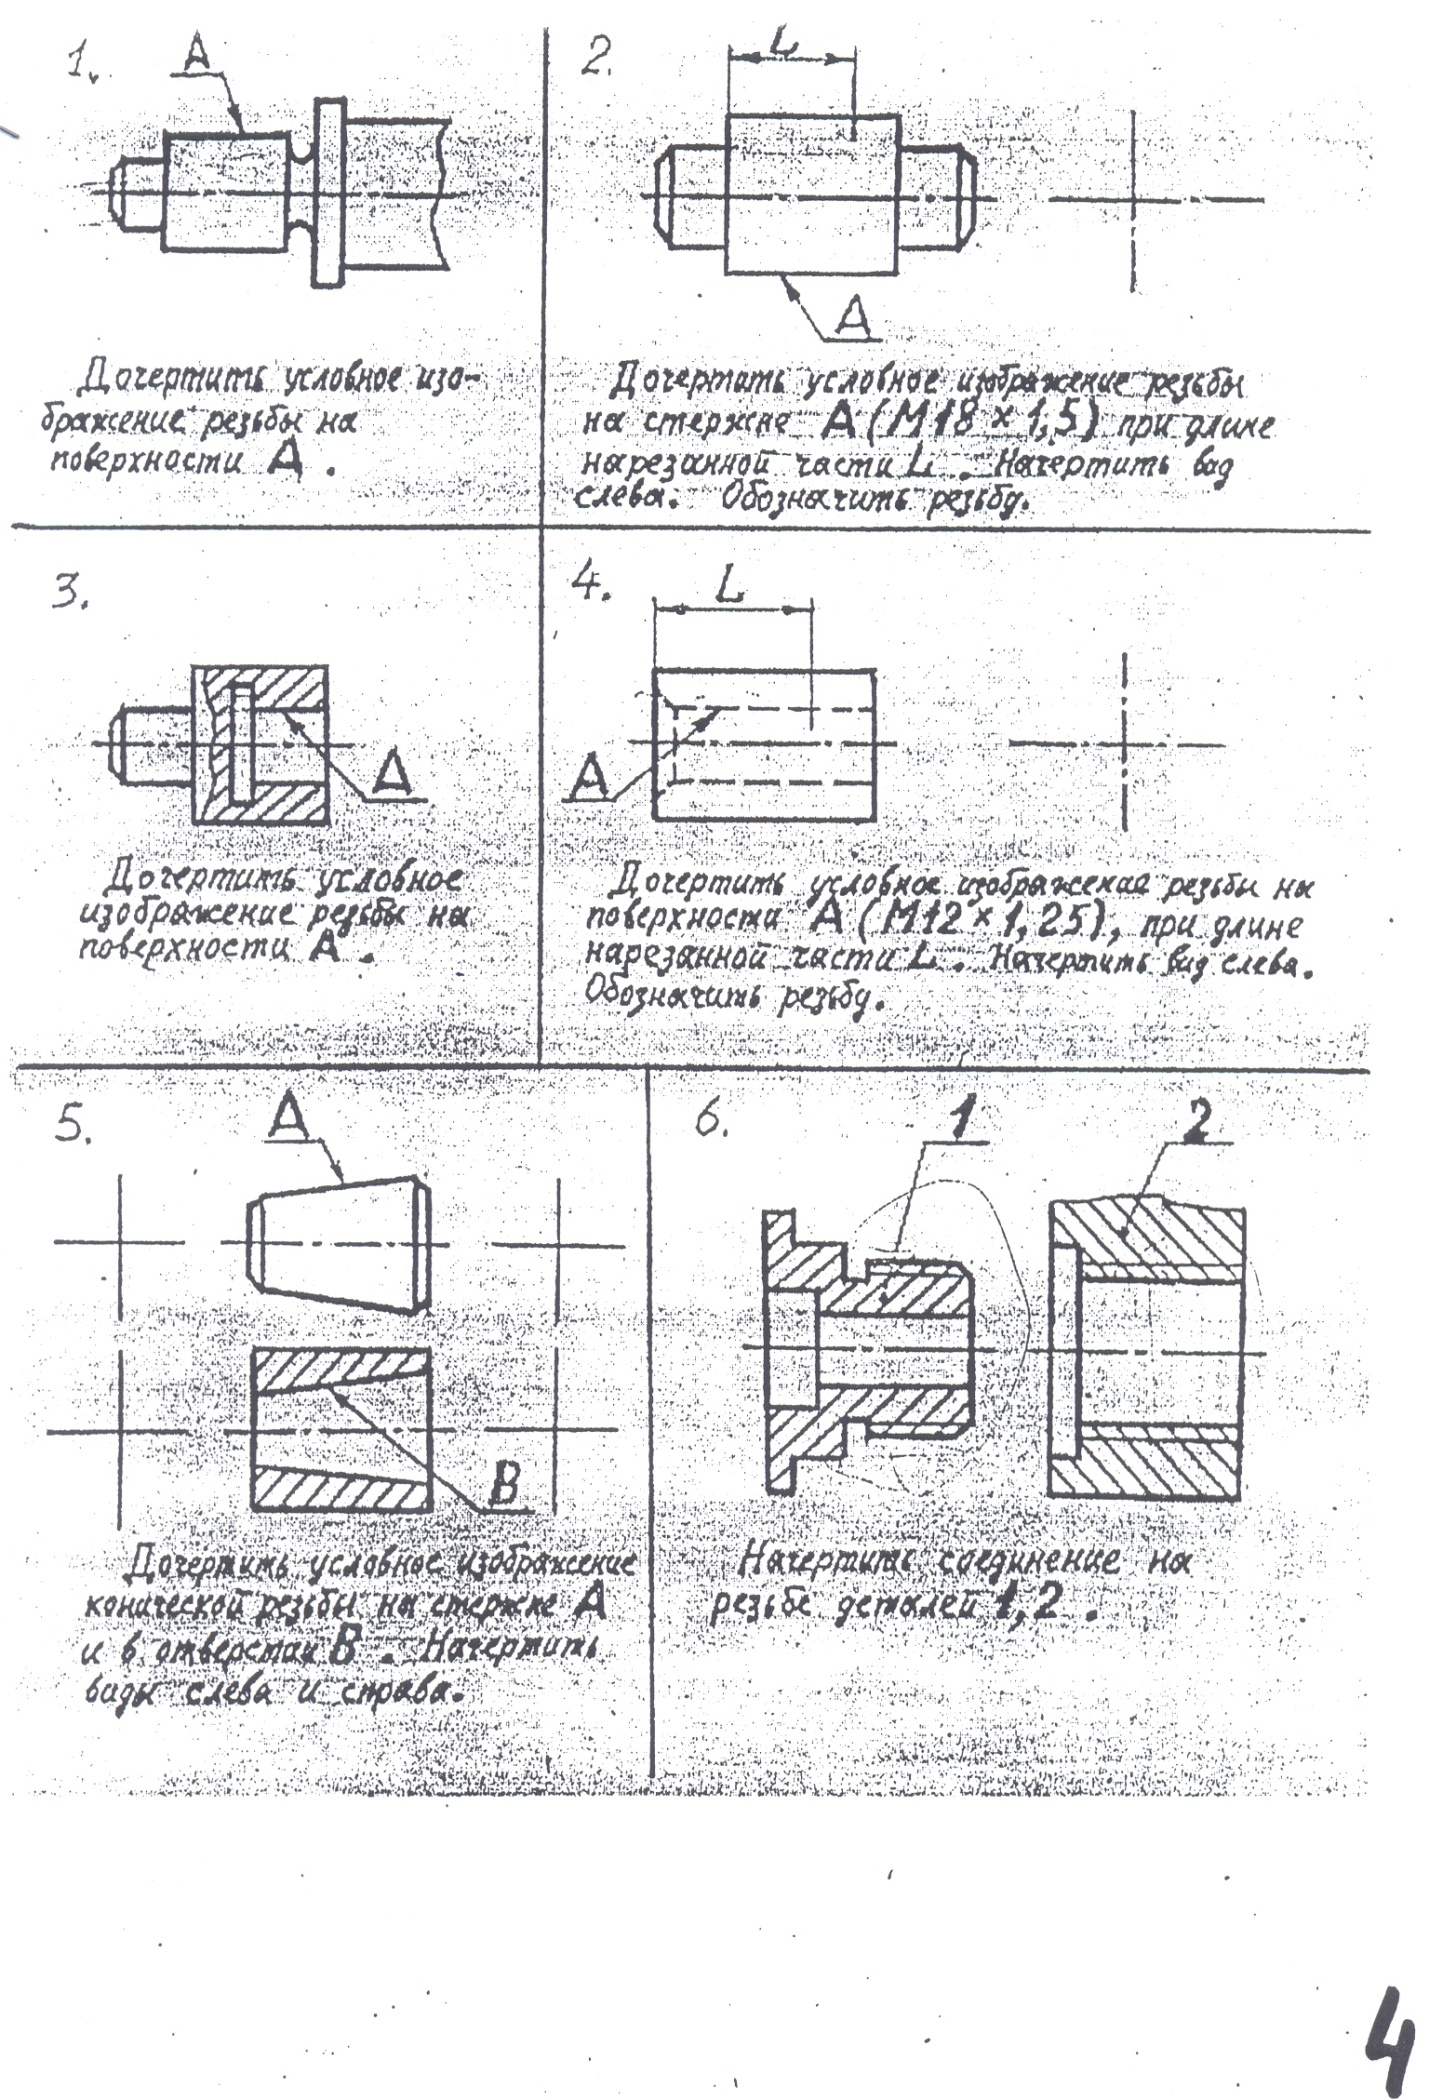 1.
A
2.
L
A
Дочертить условное изо-
бражение резьбы на
поверхности А.
Дочертить условное изображение резьбы
на стержне А (М18 × 1,5) при длине
нарезанной части L. Начертить вид
слева. Обозначить резьбу.
3.
A
4.
L
A
Дочертить условное
изображение резьбы на
поверхности А.
Дочертить условное изображение резьбы на
поверхности А (М12 × 1,25), при длине
нарезанной части L. Начертить вид слева.
Обозначить резьбу.
5.
A
B
6.
1
2
Дочертить условное изображение
конической резьбы на стержне А
и в отверстии В. Начертить
виды слева и справа.
Начертить соединение на
резьбе деталей 1, 2.
4